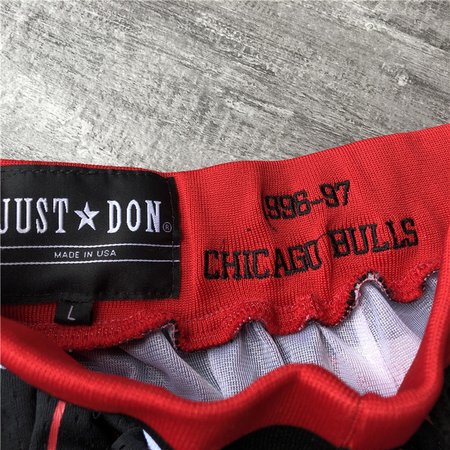 JUST ★ DON®
MADE IN USA
L
1996-97
CHICAGO BULLS